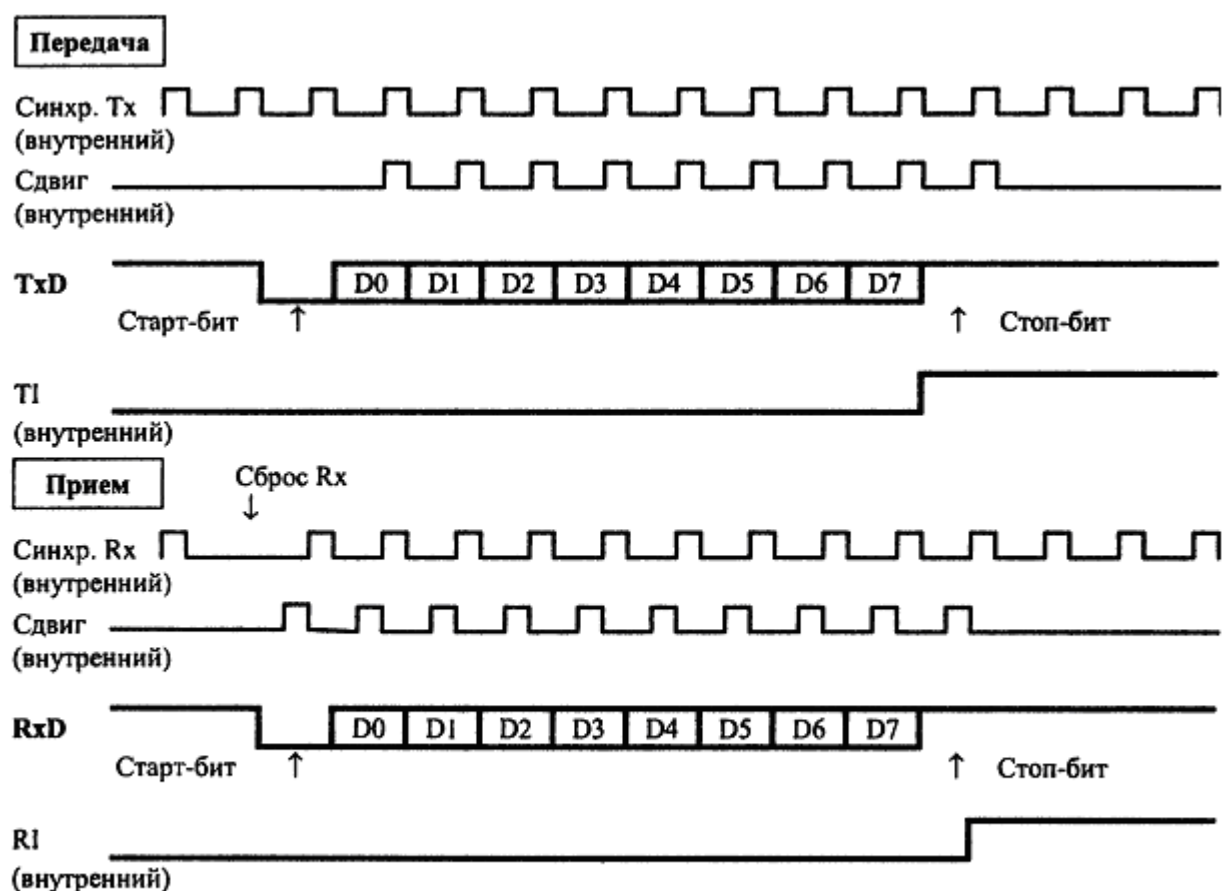 Передача
Синхр. Tx
(внутренний)
Сдвиг
(внутренний)
TxD D0 D1 D2 D3 D4 D5 D6 D7
Старт-бит ↑ ↑ Стоп-бит
TI
(внутренний)
Прием Сброс Rx
↓
Синхр. Rx
(внутренний)
Сдвиг
(внутренний)
RxD D0 D1 D2 D3 D4 D5 D6 D7
Старт-бит ↑ ↑ Стоп-бит
RI
(внутренний)